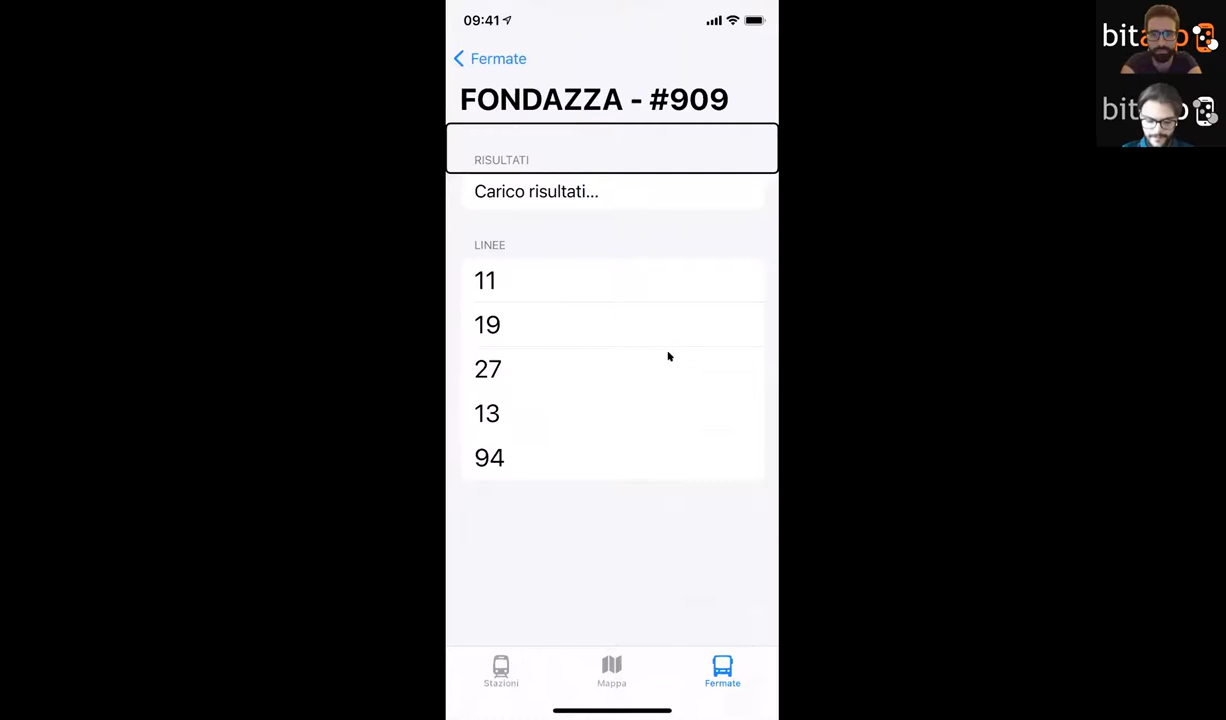 09:41
Fermate
FONDAZZA - #909
RISULTATI
Carico risultati...
LINEE
11
19
27
13
94
Stazioni
Mappa
Fermate